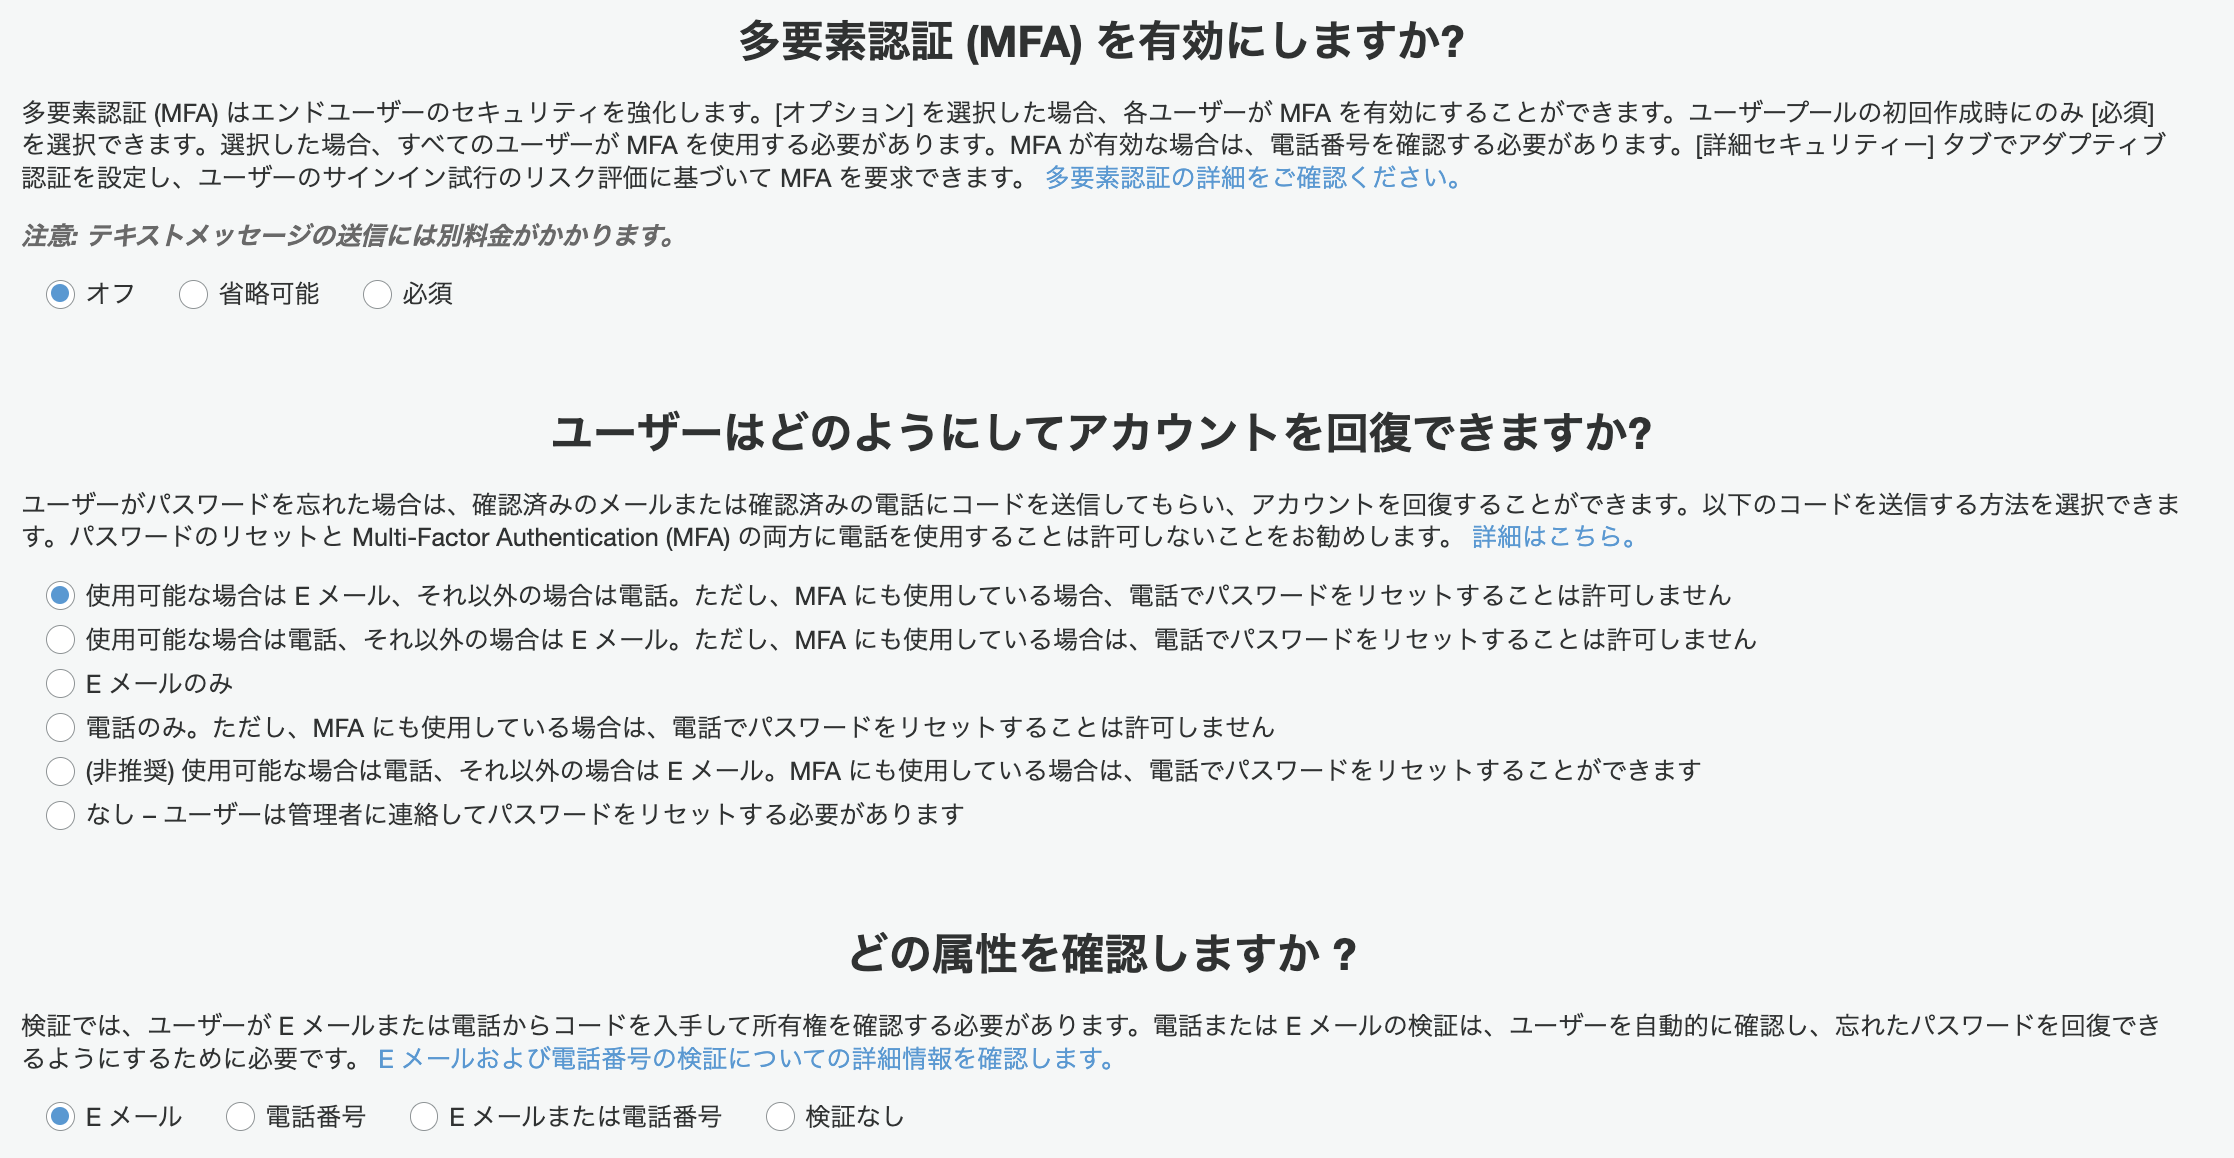 多要素認証 (MFA) を有効にしますか?
多要素認証 (MFA) はエンドユーザーのセキュリティを強化します。[オプション] を選択した場合、各ユーザーが MFA を有効にすることができます。ユーザープールの初回作成時にのみ [必須]
を選択できます。選択した場合、すべてのユーザーが MFA を使用する必要があります。MFA が有効な場合は、電話番号を確認する必要があります。[詳細セキュリティー] タブでアダプティブ
認証を設定し、ユーザーのサインイン試行のリスク評価に基づいて MFA を要求できます。 多要素認証の詳細をご確認ください。
注意: テキストメッセージの送信には別料金がかかります。
オフ 省略可能 必須
ユーザーはどのようにしてアカウントを回復できますか?
ユーザーがパスワードを忘れた場合は、確認済みのメールまたは確認済みの電話にコードを送信してもらい、アカウントを回復することができます。以下のコードを送信する方法を選択できま
す。パスワードのリセットと Multi-Factor Authentication (MFA) の両方に電話を使用することは許可しないことをお勧めします。 詳細はこちら。
使用可能な場合は E メール、それ以外の場合は電話。ただし、MFA にも使用している場合、電話でパスワードをリセットすることは許可しません
使用可能な場合は電話、それ以外の場合は E メール。ただし、MFA にも使用している場合は、電話でパスワードをリセットすることは許可しません
E メールのみ
電話のみ。ただし、MFA にも使用している場合は、電話でパスワードをリセットすることは許可しません
(非推奨) 使用可能な場合は電話、それ以外の場合は E メール。MFA にも使用している場合は、電話でパスワードをリセットすることができます
なし – ユーザーは管理者に連絡してパスワードをリセットする必要があります
どの属性を確認しますか ?
検証では、ユーザーが E メールまたは電話からコードを入手して所有権を確認する必要があります。電話または E メールの検証は、ユーザーを自動的に確認し、忘れたパスワードを回復でき
るようにするために必要です。 E メールおよび電話番号の検証についての詳細情報を確認します。
E メール 電話番号 E メールまたは電話番号 検証なし